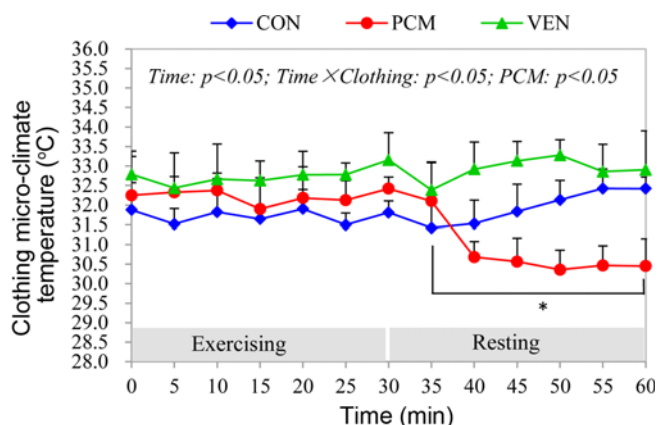 CON PCM VEN
Time: p<0.05; Time×Clothing: p<0.05; PCM: p<0.05
Clothing micro-climate
temperature (°C)
36.0
35.5
35.0
34.5
34.0
33.5
33.0
32.5
32.0
31.5
31.0
30.5
30.0
29.5
29.0
28.5
28.0
*
Exercising Resting
0 5 10 15 20 25 30 35 40 45 50 55 60
Time (min)